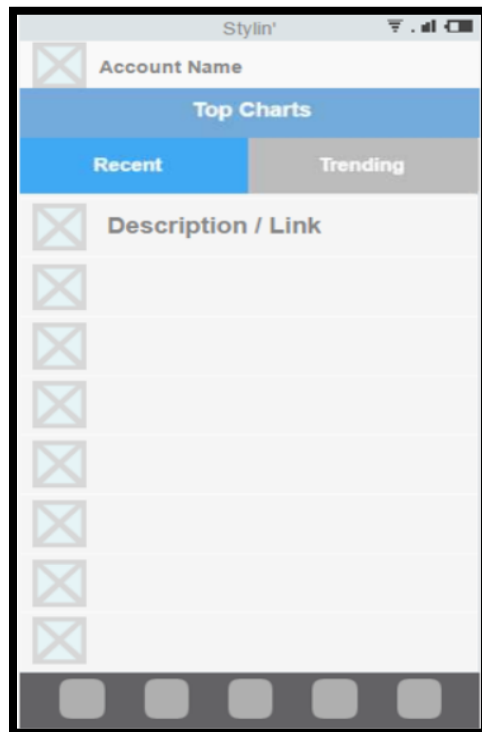 Stylin'
Account Name
Top Charts
Recent
Trending
Description / Link